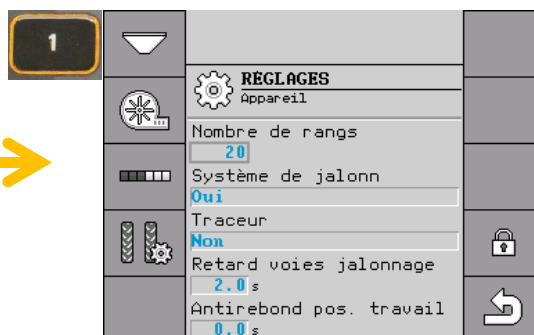 1
RÉGLAGES
Appareil
Nombre de rangs
20
Système de jalonn
Oui
Traceur
Non
Retard voies jalonnage
2.0 s
Antirebond pos. travail
0.0 s